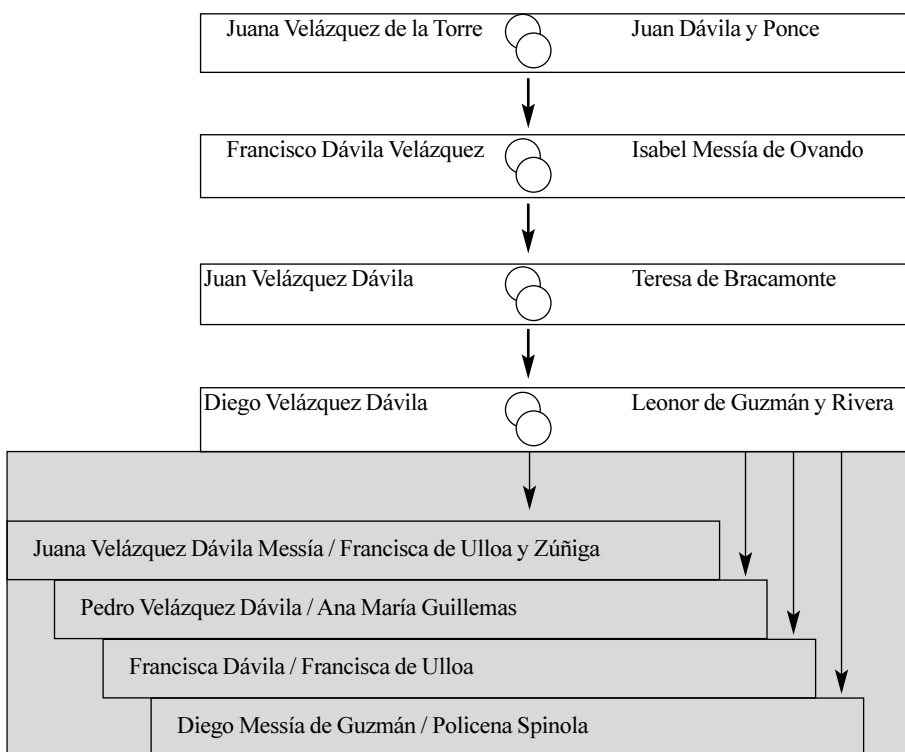 Juana Velázquez de la Torre Juan Dávila y Ponce
Francisco Dávila Velázquez Isabel Messía de Ovando
Juan Velázquez Dávila Teresa de Bracamonte
Diego Velázquez Dávila Leonor de Guzmán y Rivera
Juana Velázquez Dávila Messía / Francisca de Ulloa y Zúñiga
Pedro Velázquez Dávila / Ana María Guillemas
Francisca Dávila / Francisca de Ulloa
Diego Messía de Guzmán / Policena Spinola